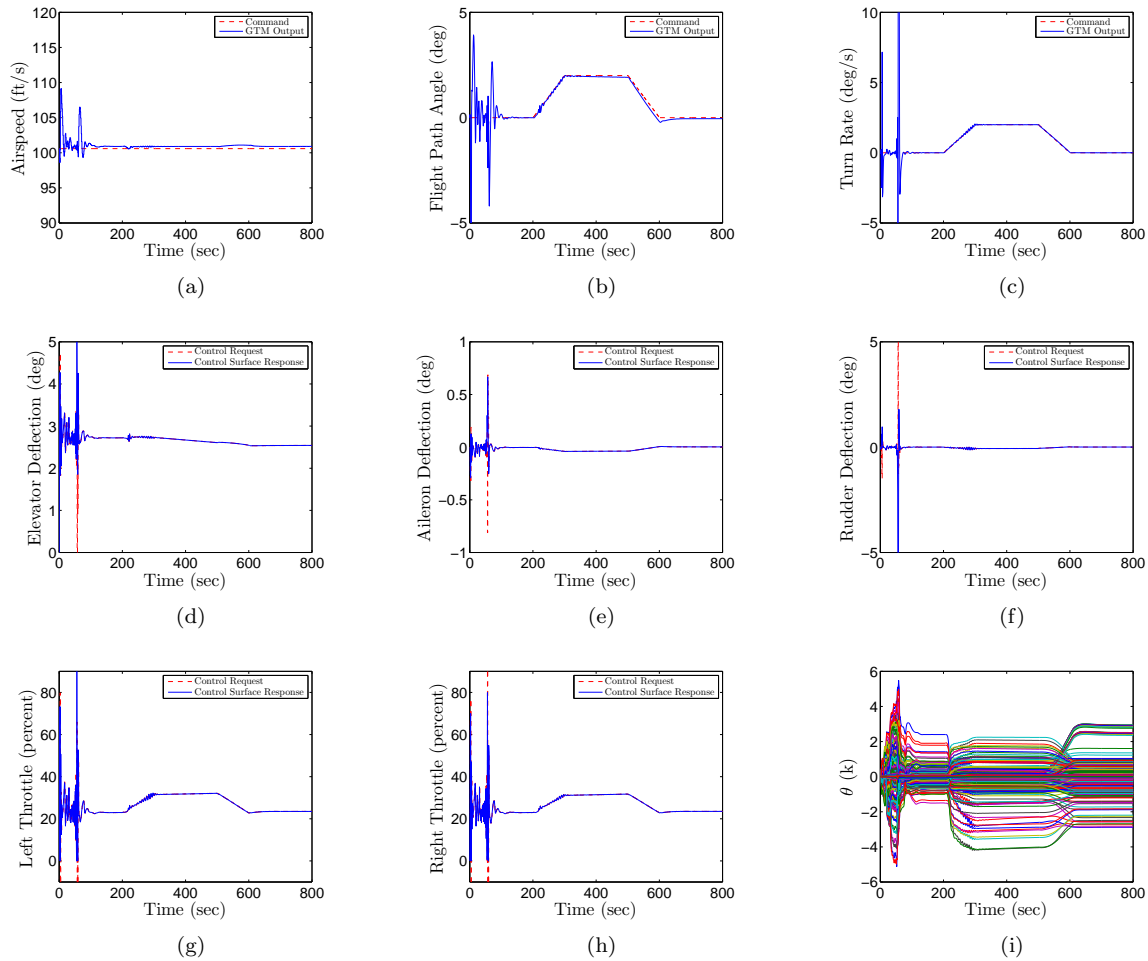 120
115
110
105
100
95
90
Airspeed (ft/s)
Command
GTM Output
0 200 400 600 800
Time (sec)
(a)
5
0
−5
Flight Path Angle (deg)
Command
GTM Output
0 200 400 600 800
Time (sec)
(b)
10
5
0
−5
Turn Rate (deg/s)
Command
GTM Output
0 200 400 600 800
Time (sec)
(c)
5
4
3
2
1
0
Elevator Deflection (deg)
Control Request
Control Surface Response
0 200 400 600 800
Time (sec)
(d)
1
0.5
0
−0.5
−1
Aileron Deflection (deg)
Control Request
Control Surface Response
0 200 400 600 800
Time (sec)
(e)
5
0
−5
Rudder Deflection (deg)
Control Request
Control Surface Response
0 200 400 600 800
Time (sec)
(f)
80
60
40
20
0
Left Throttle (percent)
Control Request
Control Surface Response
0 200 400 600 800
Time (sec)
(g)
80
60
40
20
0
Right Throttle (percent)
Control Request
Control Surface Response
0 200 400 600 800
Time (sec)
(h)
6
4
2
0
−2
−4
−6
θ (k)
0 200 400 600 800
Time (sec)
(i)